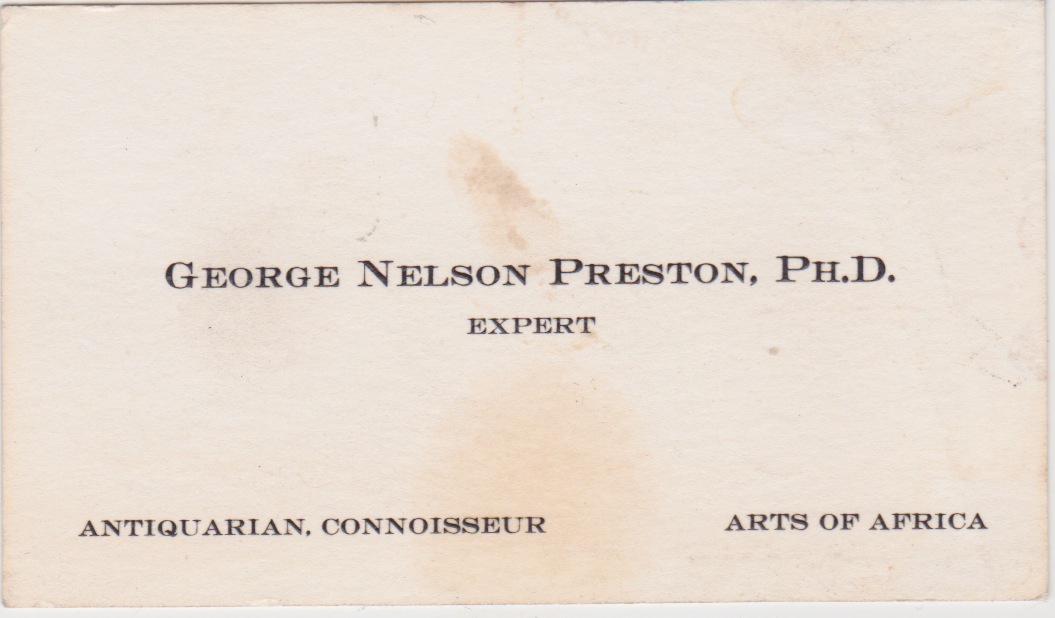 George Nelson Preston, Ph.D.
EXPERT
ANTIQUARIAN, CONNOISSEUR
ARTS OF AFRICA